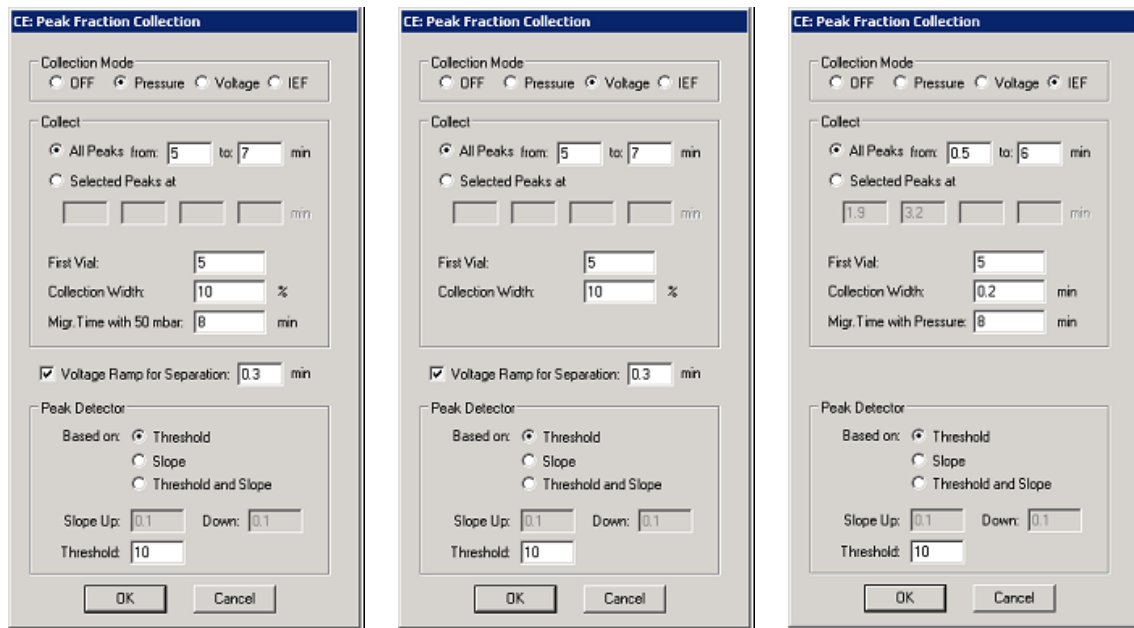 CE: Peak Fraction Collection
Collection Mode
OFF Pressure Voltage IEF
Collect
All Peaks from: 5 to: 7 min
Selected Peaks at
min
First Vial: 5
Collection Width: 10 %
Migr.Time with 50 mbar: 8 min
Voltage Ramp for Separation: 0.3 min
Peak Detector
Based on: Threshold
Slope
Threshold and Slope
Slope Up: 0.1 Down: 0.1
Threshold: 10
OK Cancel
CE: Peak Fraction Collection
Collection Mode
OFF Pressure Voltage IEF
Collect
All Peaks from: 5 to: 7 min
Selected Peaks at
min
First Vial: 5
Collection Width: 10 %
Voltage Ramp for Separation: 0.3 min
Peak Detector
Based on: Threshold
Slope
Threshold and Slope
Slope Up: 0.1 Down: 0.1
Threshold: 10
OK Cancel
CE: Peak Fraction Collection
Collection Mode
OFF Pressure Voltage IEF
Collect
All Peaks from: 0.5 to: 6 min
Selected Peaks at
1.9 3.2 min
First Vial: 5
Collection Width: 0.2 min
Migr.Time with Pressure: 8 min
Peak Detector
Based on: Threshold
Slope
Threshold and Slope
Slope Up: 0.1 Down: 0.1
Threshold: 10
OK Cancel